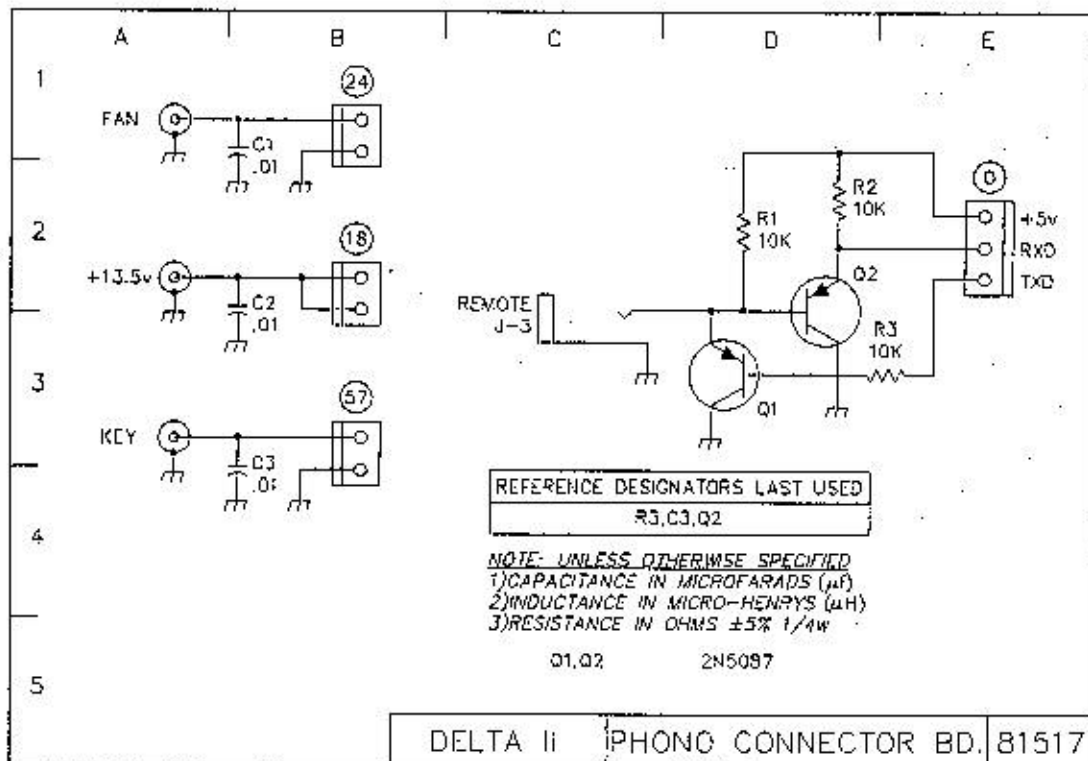 A B C D E
1
24
FAN
C1
.01
2
18
+13.5v
C2
.01
R1
10K
R2
10K
0
+5v
RXD
TXD
Q2
REMOTE
J-3
R3
10K
Q1
3
57
KEY
C3
.01
4
REFERENCE DESIGNATORS LAST USED
R3,C3,Q2
NOTE: UNLESS OTHERWISE SPECIFIED
1)CAPACITANCE IN MICROFARADS (µf)
2)INDUCTANCE IN MICRO-HENRYS (µH)
3)RESISTANCE IN OHMS ±5% 1/4w
Q1,Q2 2N5087
5
DELTA II PHONO CONNECTOR BD. 81517